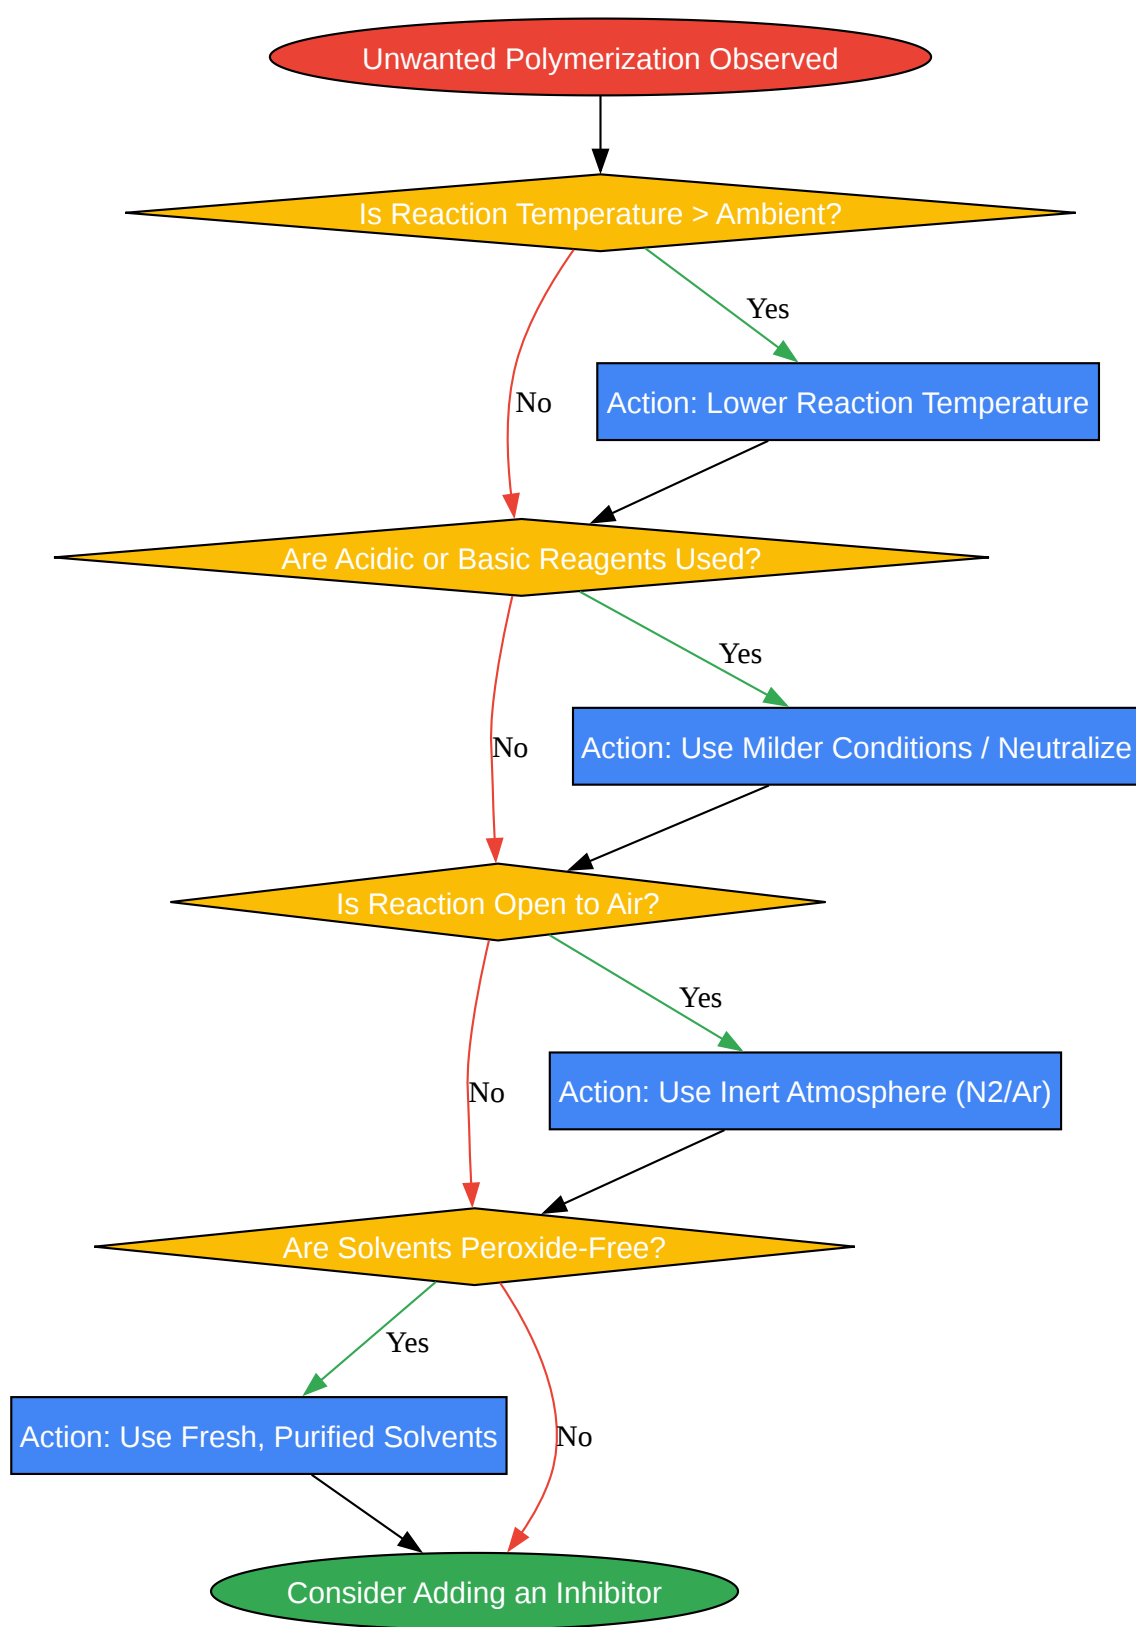 Unwanted Polymerization Observed
Is Reaction Temperature > Ambient?
Yes
No
Action: Lower Reaction Temperature
Are Acidic or Basic Reagents Used?
Yes
No
Action: Use Milder Conditions / Neutralize
Is Reaction Open to Air?
Yes
No
Action: Use Inert Atmosphere (N2/Ar)
Are Solvents Peroxide-Free?
Yes
Action: Use Fresh, Purified Solvents
No
Consider Adding an Inhibitor